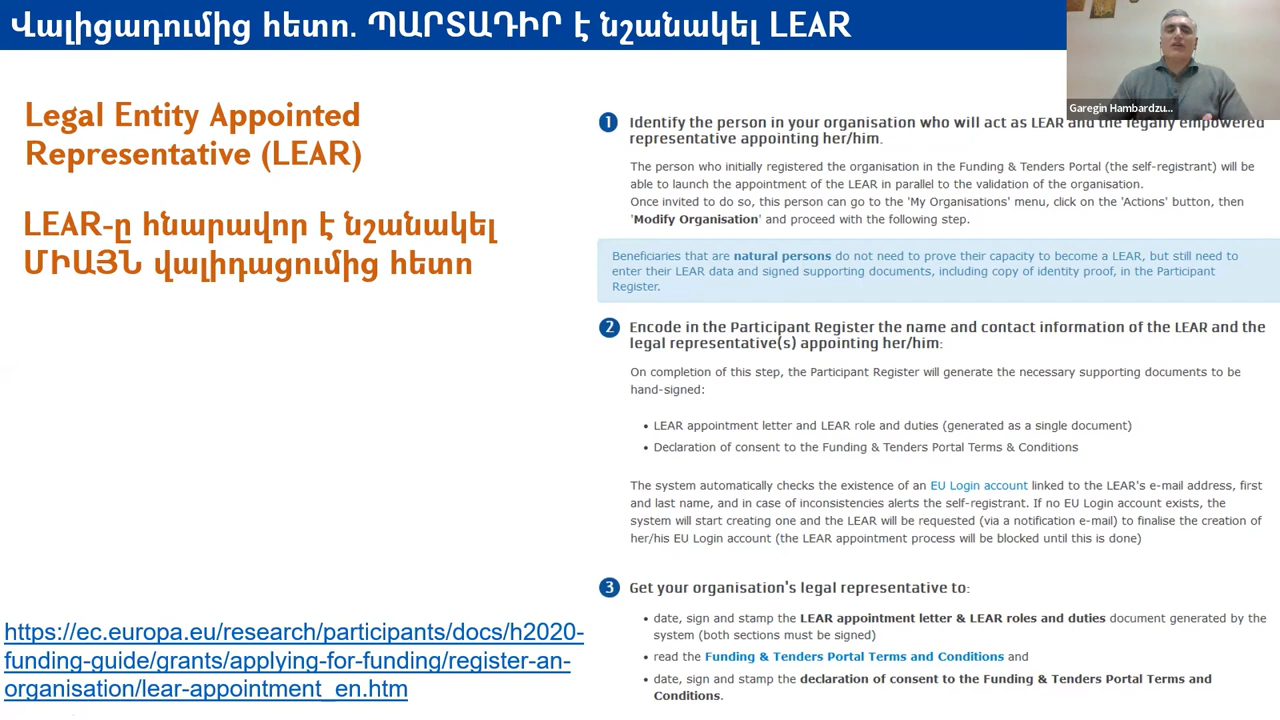 Վալիցադումից հետո. ՊԱՐՏԱԴԻՐ է նշանակել LEAR
Garegin Hambardzu...
Legal Entity Appointed
Representative (LEAR)
LEAR-ը հնարավոր է նշանակել
ՄԻԱՅՆ վալիդացումից հետո
https://ec.europa.eu/research/participants/docs/h2020-
funding-guide/grants/applying-for-funding/register-an-
organisation/lear-appointment_en.htm
1 Identify the person in your organisation who will act as LEAR and the legally empowered
representative appointing her/him.
The person who initially registered the organisation in the Funding & Tenders Portal (the self-registrant) will be
able to launch the appointment of the LEAR in parallel to the validation of the organisation.
Once invited to do so, this person can go to the 'My Organisations' menu, click on the 'Actions' button, then
'Modify Organisation' and proceed with the following step.
Beneficiaries that are natural persons do not need to prove their capacity to become a LEAR, but still need to
enter their LEAR data and signed supporting documents, including copy of identity proof, in the Participant
Register.
2 Encode in the Participant Register the name and contact information of the LEAR and the
legal representative(s) appointing her/him:
On completion of this step, the Participant Register will generate the necessary supporting documents to be
hand-signed:
• LEAR appointment letter and LEAR role and duties (generated as a single document)
• Declaration of consent to the Funding & Tenders Portal Terms & Conditions
The system automatically checks the existence of an EU Login account linked to the LEAR's e-mail address, first
and last name, and in case of inconsistencies alerts the self-registrant. If no EU Login account exists, the
system will start creating one and the LEAR will be requested (via a notification e-mail) to finalise the creation of
her/his EU Login account (the LEAR appointment process will be blocked until this is done)
3 Get your organisation's legal representative to:
• date, sign and stamp the LEAR appointment letter & LEAR roles and duties document generated by the
system (both sections must be signed)
• read the Funding & Tenders Portal Terms and Conditions and
• date, sign and stamp the declaration of consent to the Funding & Tenders Portal Terms and
Conditions.